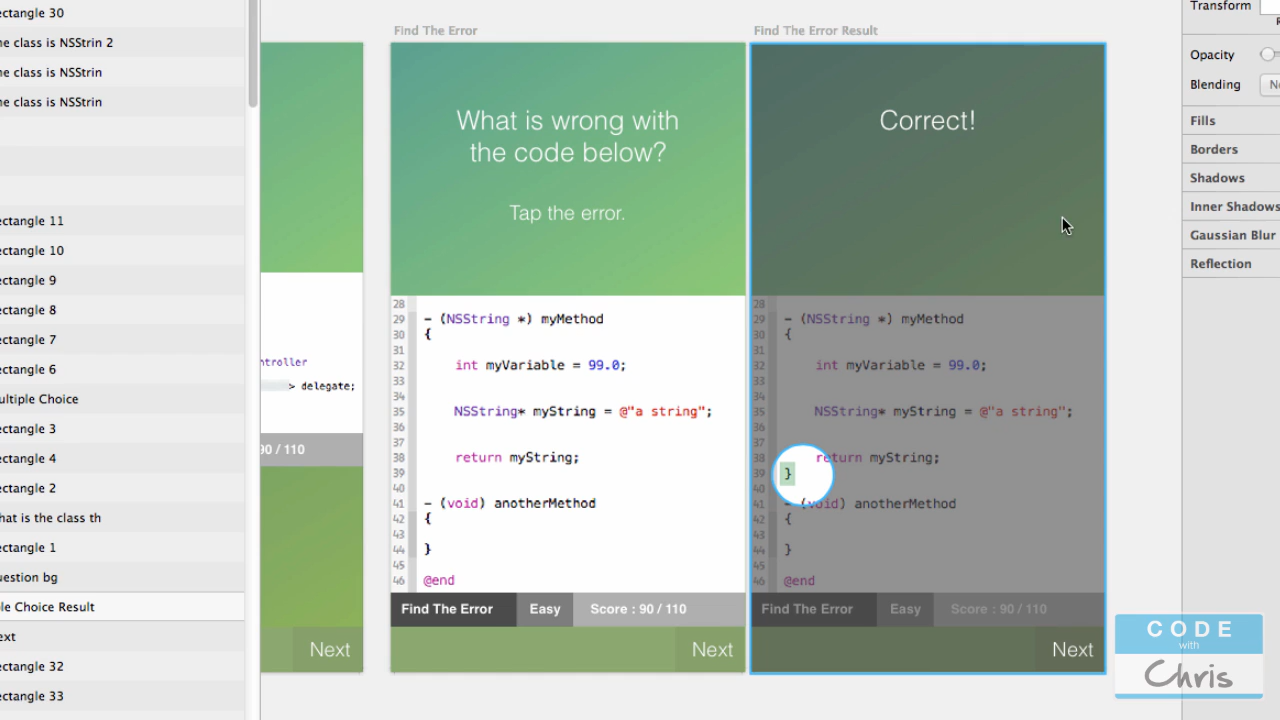 ectangle 30
he class is NSStrin 2
he class is NSStrin
he class is NSStrin
ectangle 11
ectangle 10
ectangle 9
ectangle 8
ectangle 7
ectangle 6
ultiple Choice
ectangle 3
ectangle 4
ectangle 2
hat is the class th
ectangle 1
uestion bg
le Choice Result
ext
ectangle 32
ectangle 33
ntroller
> delegate;
90 / 110
Next
Find The Error
What is wrong with
the code below?
Tap the error.
28
29 - (NSString *) myMethod
30 {
31
32 int myVariable = 99.0;
33
34
35 NSString* myString = @"a string";
36
37
38 return myString;
39
40
41 - (void) anotherMethod
42 {
43
44 }
45
46 @end
Find The Error Easy Score : 90 / 110
Next
Find The Error Result
Correct!
28
29 - (NSString *) myMethod
30 {
31
32 int myVariable = 99.0;
33
34
35 NSString* myString = @"a string";
36
37
38 return myString;
39 }
40
41 - (void) anotherMethod
42 {
43
44 }
45
46 @end
Find The Error Easy Score : 90 / 110
Next
Transform
Opacity
Blending
Fills
Borders
Shadows
Inner Shadows
Gaussian Blur
Reflection
CODE
with
Chris